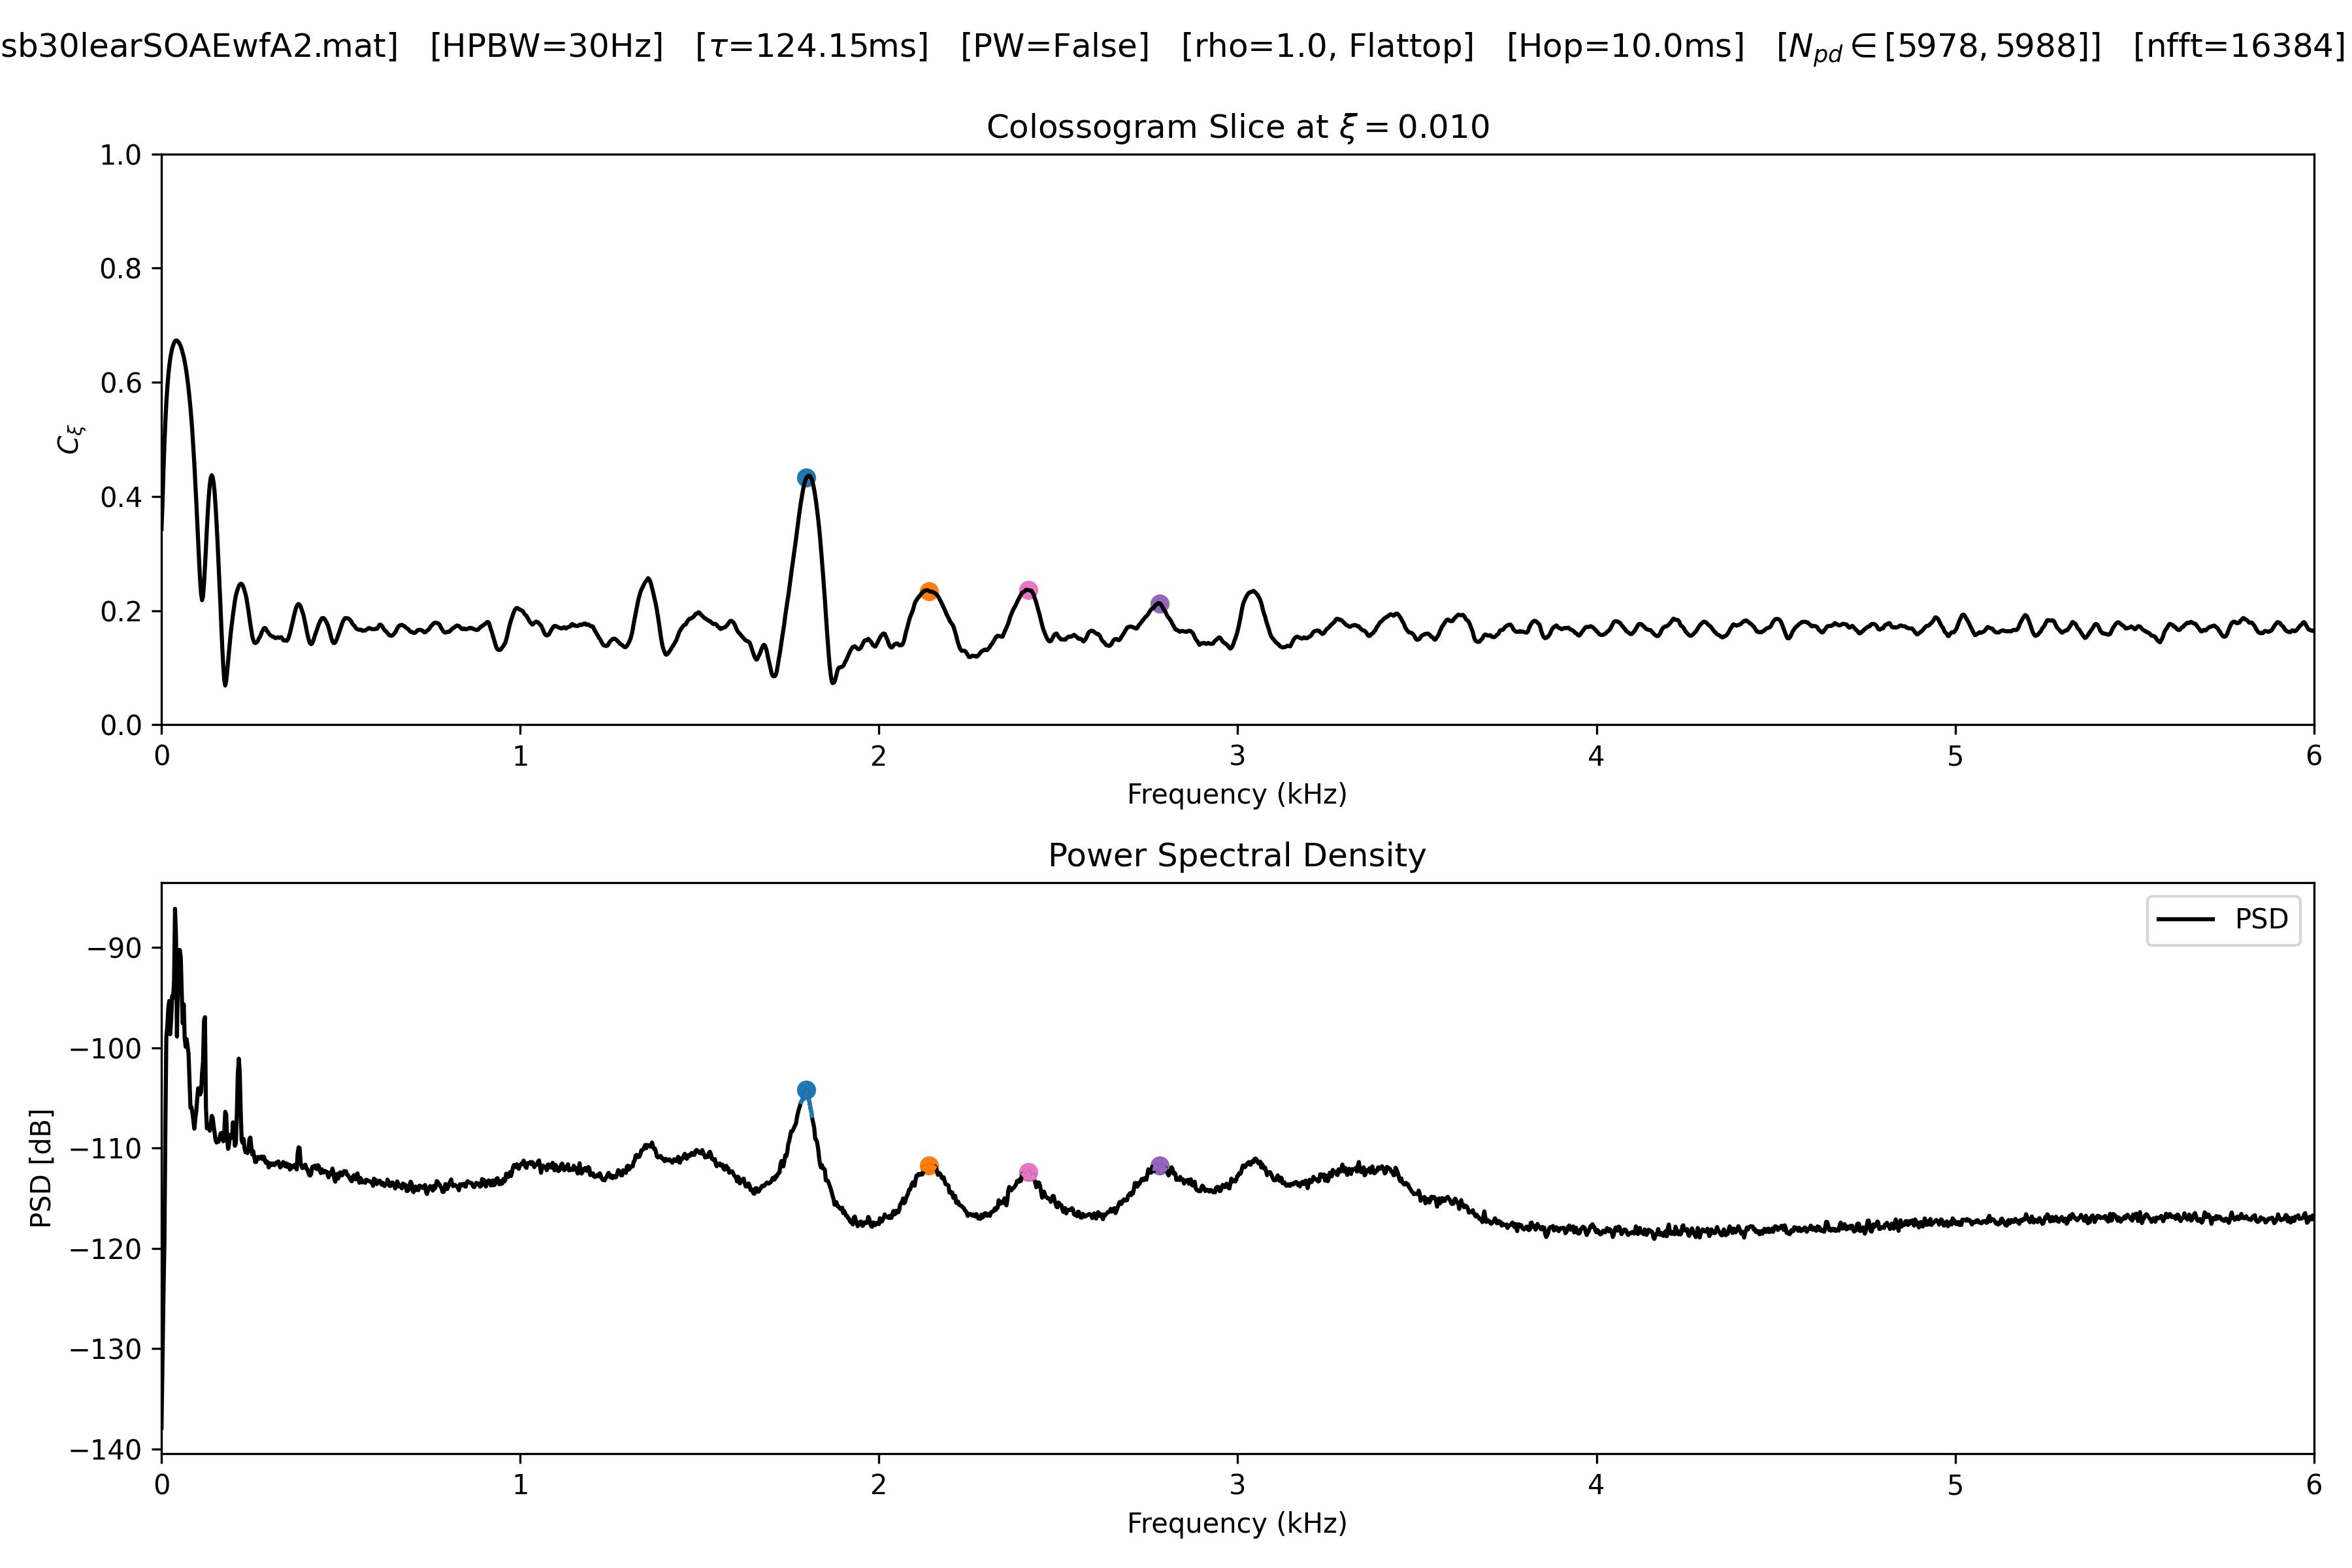 sb30learSOAEwfA2.mat] [HPBW=30Hz] [τ=124.15ms] [PW=False] [rho=1.0, Flattop] [Hop=10.0ms] [N_pd ∈ [5978, 5988]] [nfft=16384]
Colossogram Slice at ξ = 0.010
1.0
0.8
0.6
0.4
0.2
0.0
C_ξ
0 1 2 3 4 5 6
Frequency (kHz)
Power Spectral Density
PSD
−90
−100
−110
−120
−130
−140
PSD [dB]
0 1 2 3 4 5 6
Frequency (kHz)